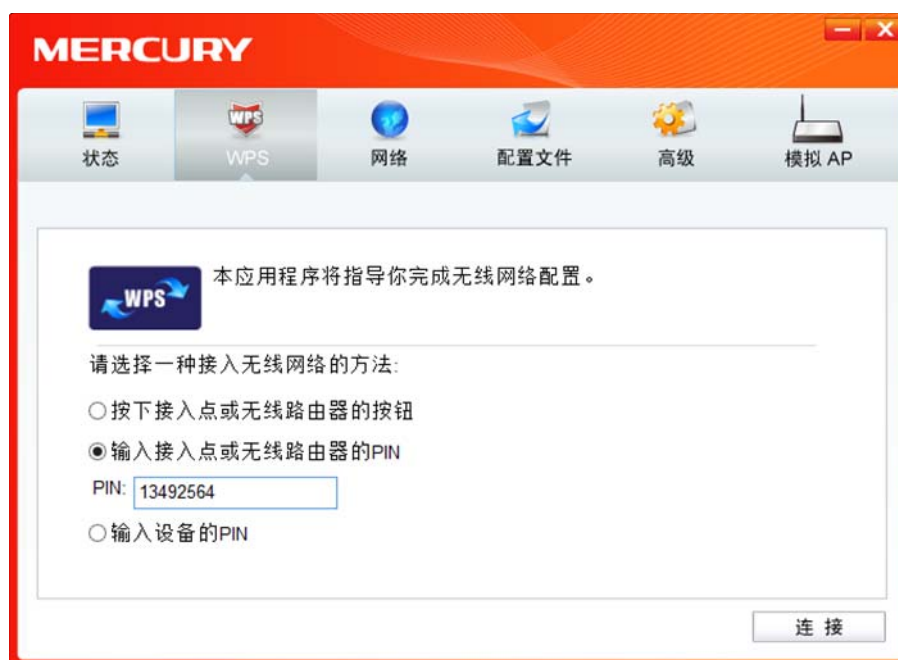 MERCURY
状态 WPS 网络 配置文件 高级 模拟 AP
WPS
WPS 本应用程序将指导你完成无线网络配置。
请选择一种接入无线网络的方法:
按下接入点或无线路由器的按钮
输入接入点或无线路由器的PIN
PIN: 13492564
输入设备的PIN
连 接